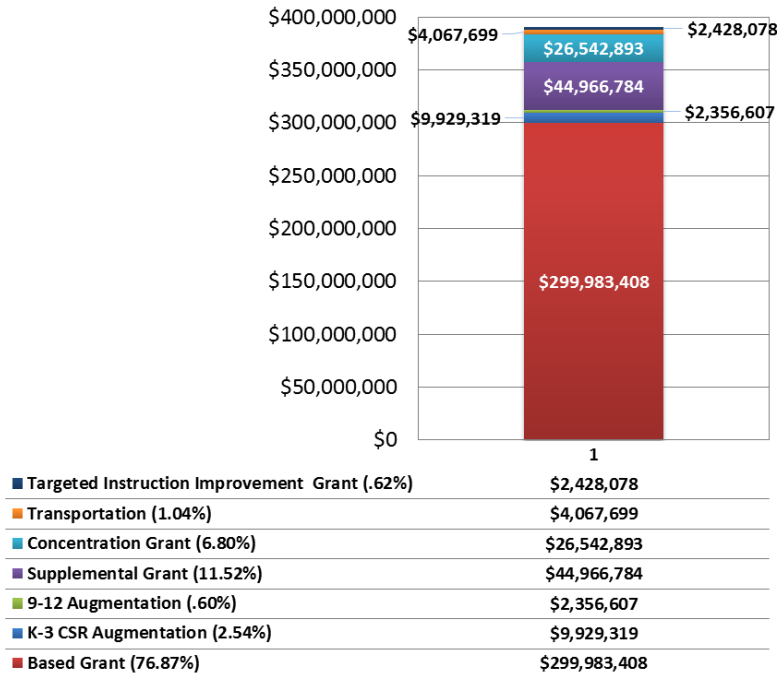 $400,000,000
$4,067,699
$2,428,078
$26,542,893
$350,000,000
$44,966,784
$300,000,000
$9,929,319
$2,356,607
$250,000,000
$200,000,000
$150,000,000
$299,983,408
$100,000,000
$50,000,000
$0
1
Targeted Instruction Improvement Grant (.62%) $2,428,078
Transportation (1.04%) $4,067,699
Concentration Grant (6.80%) $26,542,893
Supplemental Grant (11.52%) $44,966,784
9-12 Augmentation (.60%) $2,356,607
K-3 CSR Augmentation (2.54%) $9,929,319
Based Grant (76.87%) $299,983,408